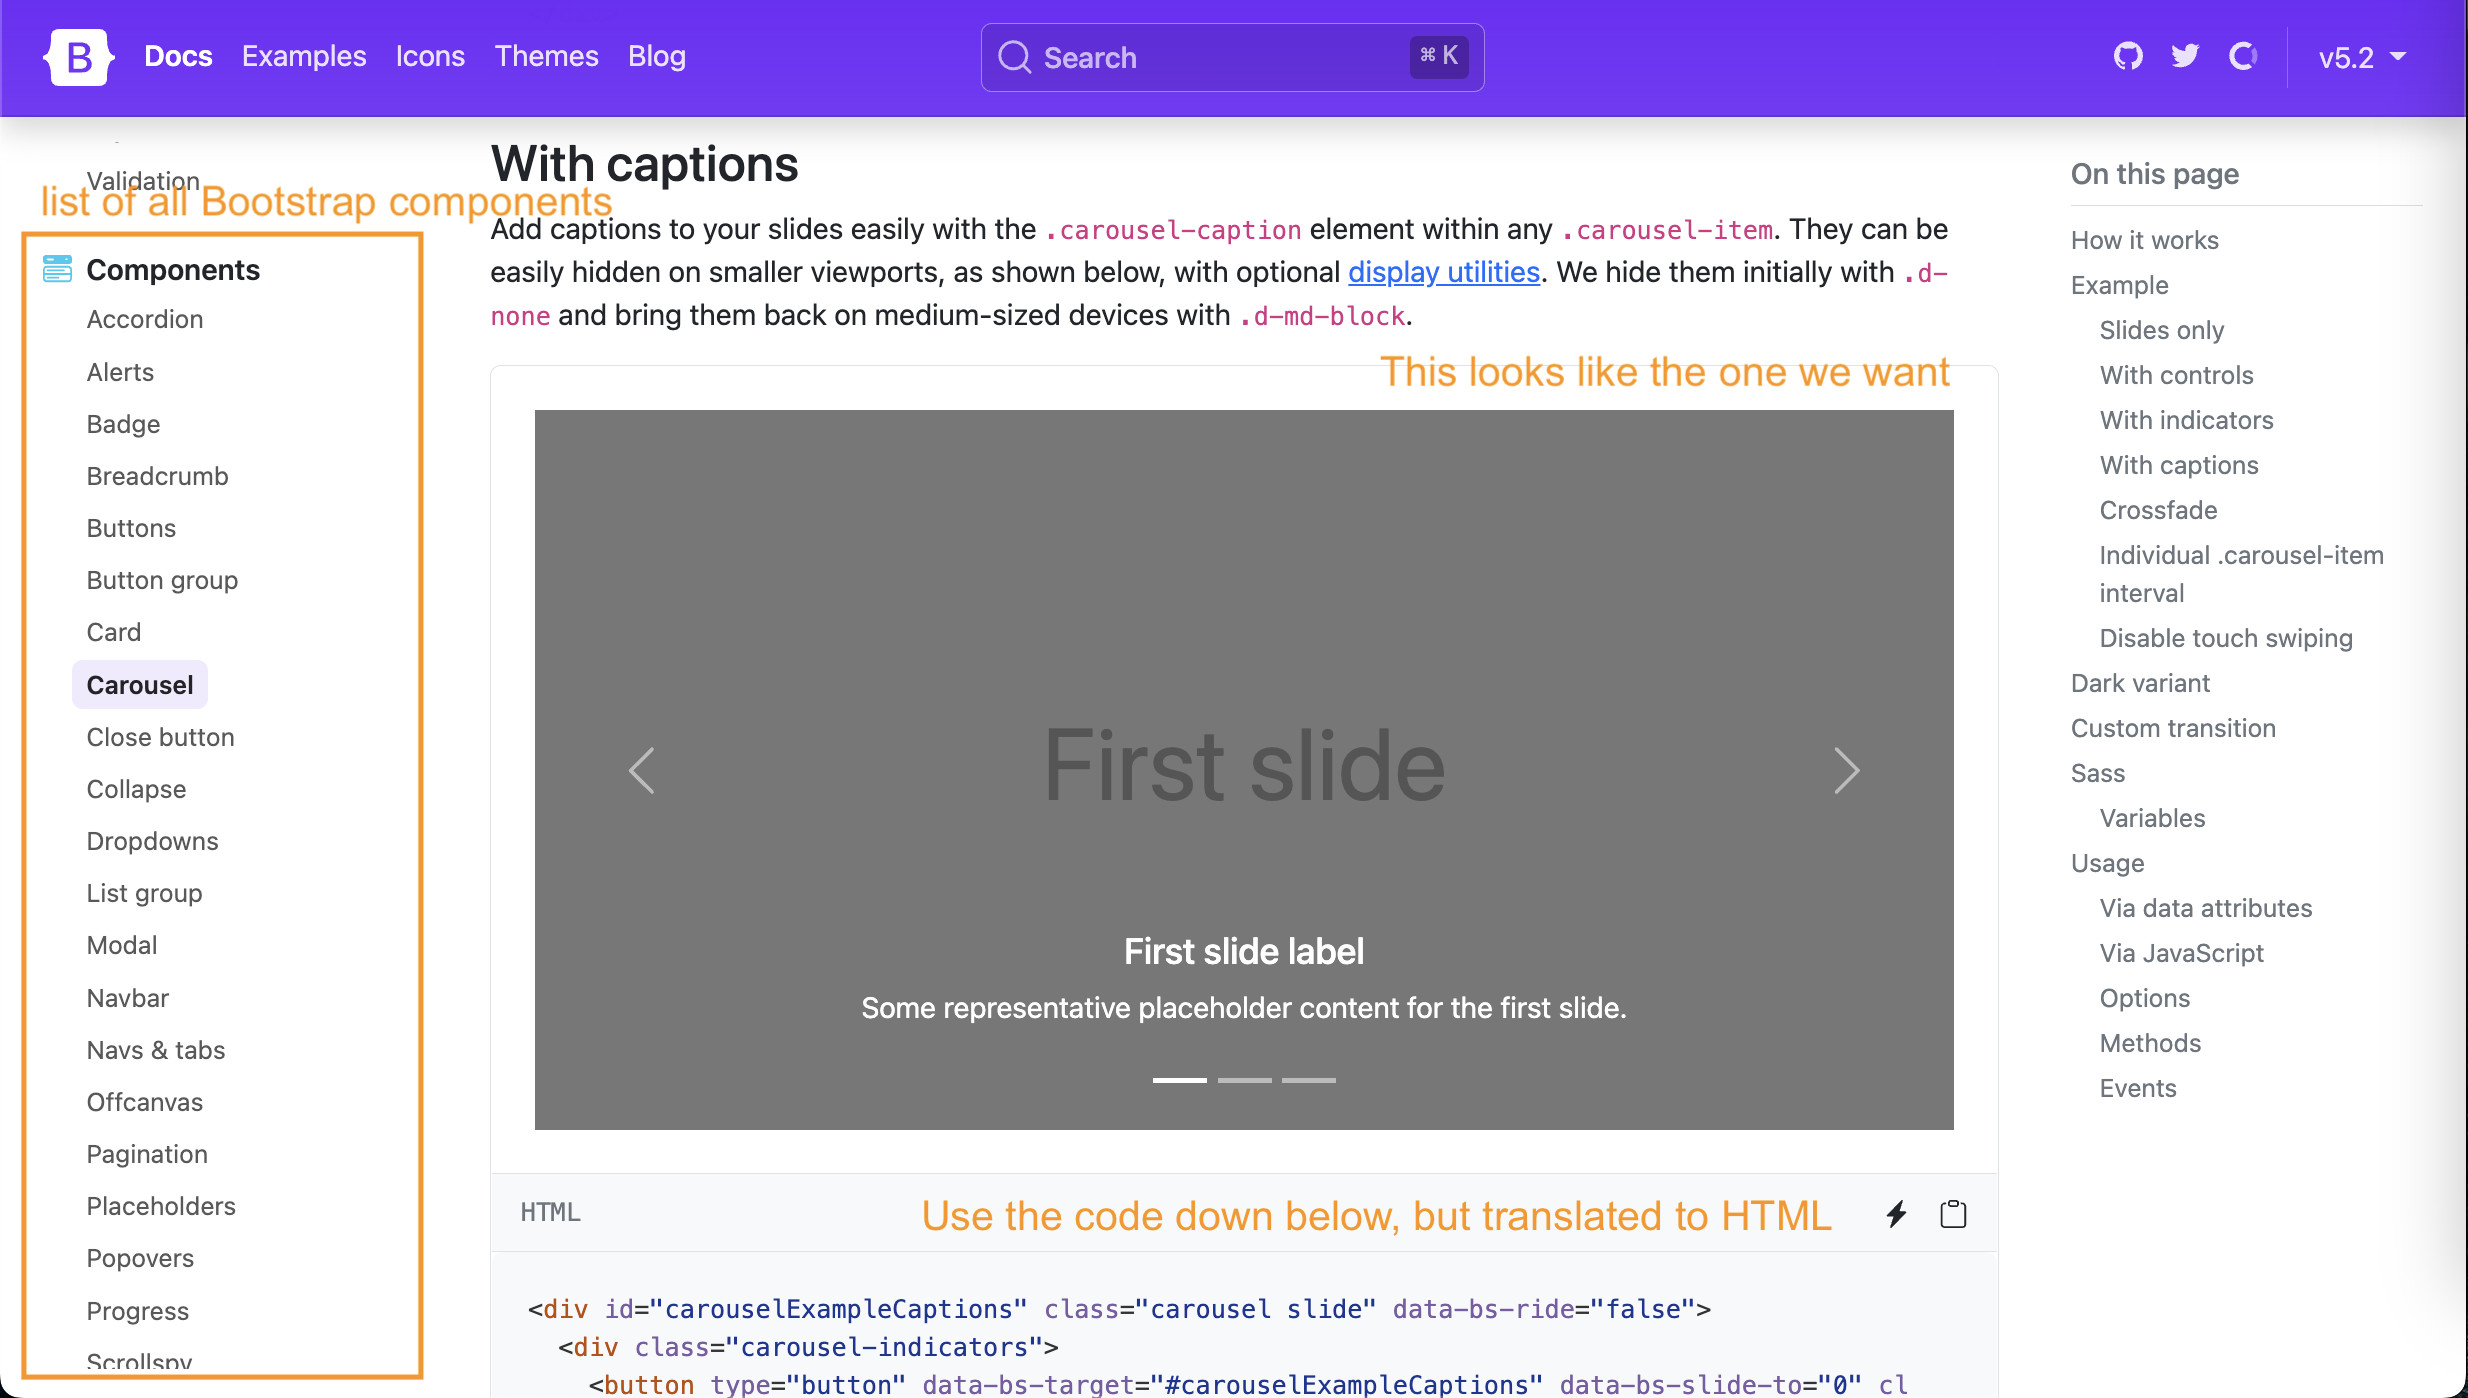 B Docs Examples Icons Themes Blog
Search ⌘ K
v5.2
Validation
list of all Bootstrap components
Components
Accordion
Alerts
Badge
Breadcrumb
Buttons
Button group
Card
Carousel
Close button
Collapse
Dropdowns
List group
Modal
Navbar
Navs & tabs
Offcanvas
Pagination
Placeholders
Popovers
Progress
Scrollspy
With captions
Add captions to your slides easily with the .carousel-caption element within any .carousel-item. They can be
easily hidden on smaller viewports, as shown below, with optional display utilities. We hide them initially with .d-
none and bring them back on medium-sized devices with .d-md-block.
This looks like the one we want
First slide
First slide label
Some representative placeholder content for the first slide.
HTML
Use the code down below, but translated to HTML
<div id="carouselExampleCaptions" class="carousel slide" data-bs-ride="false">
<div class="carousel-indicators">
<button type="button" data-bs-target="#carouselExampleCaptions" data-bs-slide-to="0" cl
On this page
How it works
Example
Slides only
With controls
With indicators
With captions
Crossfade
Individual .carousel-item
interval
Disable touch swiping
Dark variant
Custom transition
Sass
Variables
Usage
Via data attributes
Via JavaScript
Options
Methods
Events